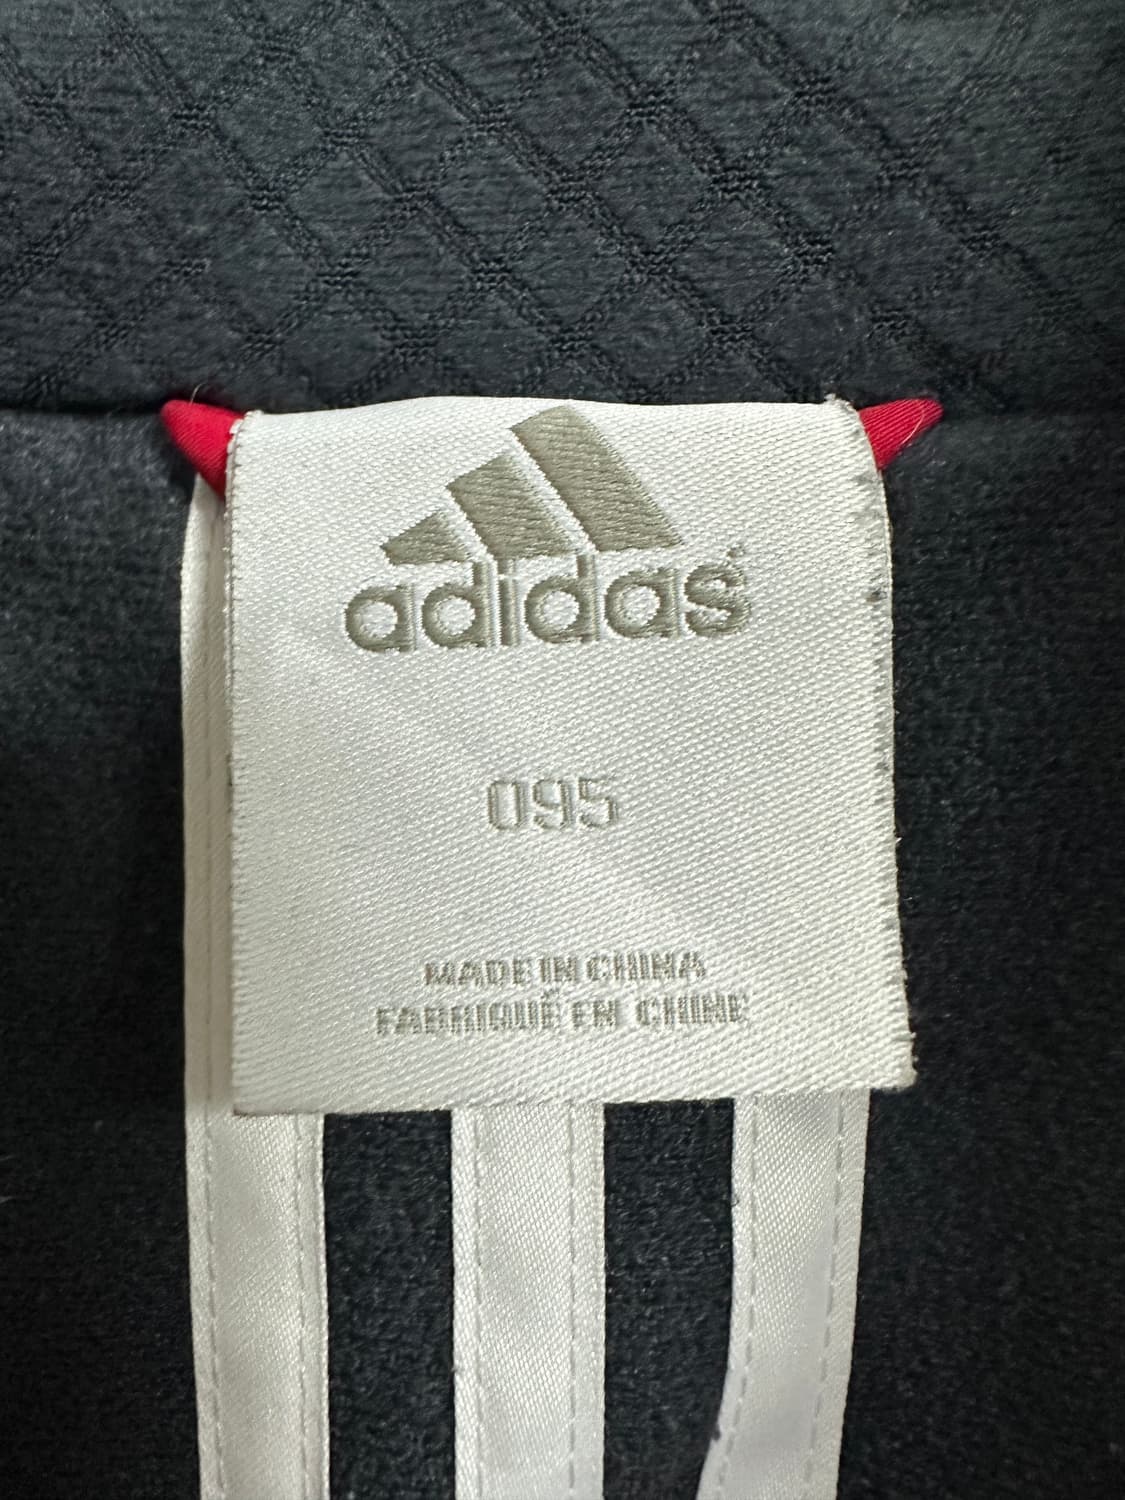 adidas
095
MADE IN CHINA
FABRIQUÉ EN CHINE